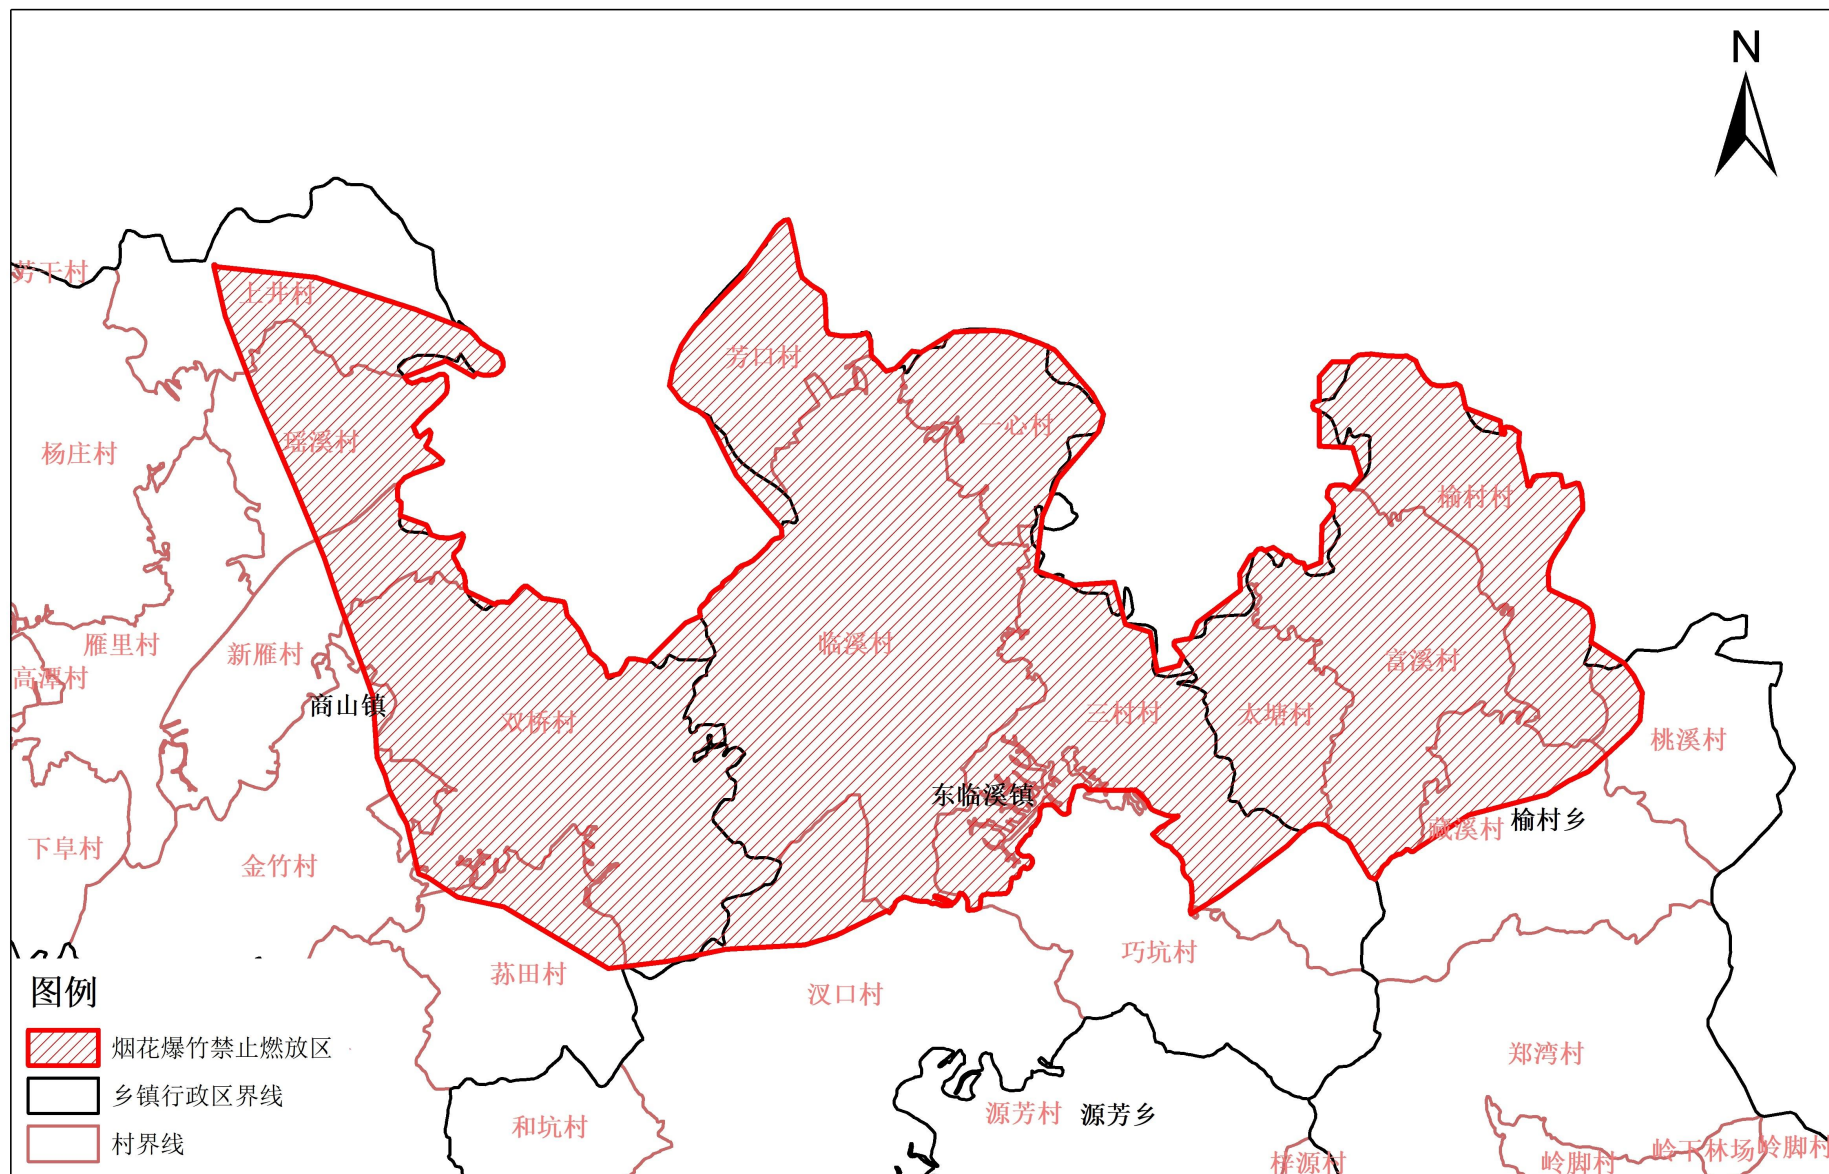 N
芳干村
上井村
芳口村
一心村
杨庄村
瑶溪村
榆村村
雁里村
新雁村
高潭村
商山镇
双桥村
临溪村
三村村
太塘村
富溪村
桃溪村
东临溪镇
藏溪村
榆村乡
下阜村
金竹村
荪田村
汊口村
巧坑村
郑湾村
和坑村
源芳村
源芳乡
梓源村
岭脚村
岭下林场
岭脚村
图例
烟花爆竹禁止燃放区
乡镇行政区界线
村界线